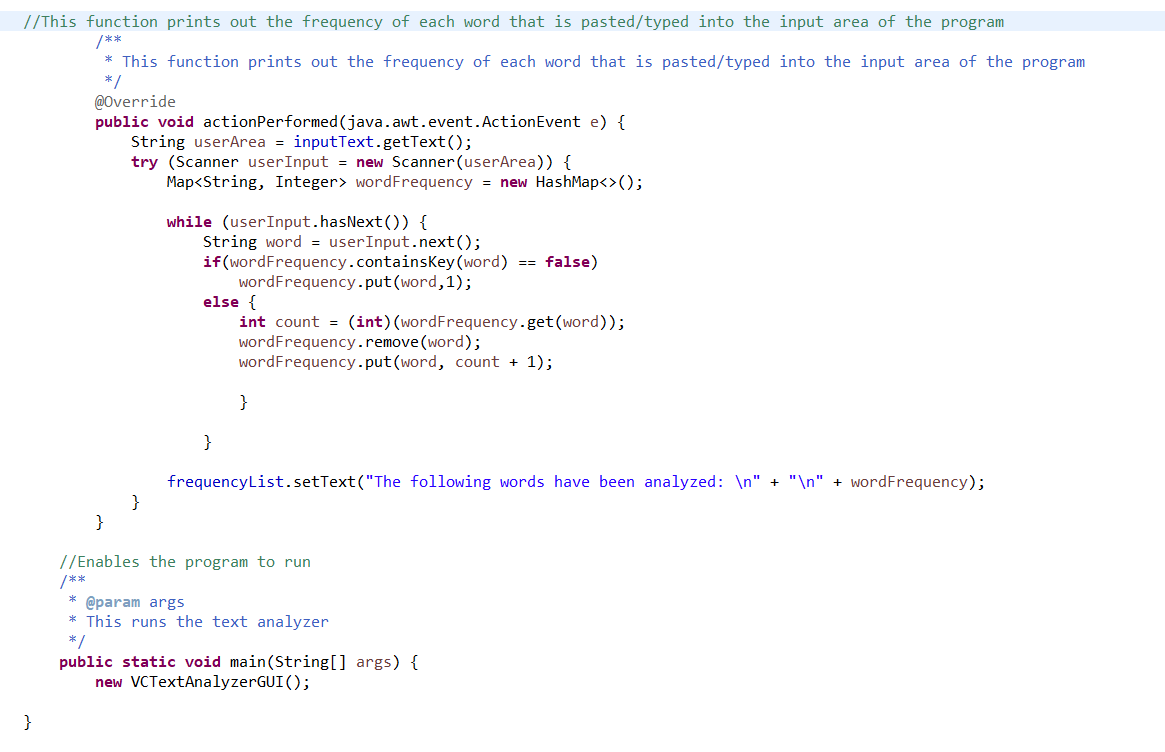 //This function prints out the frequency of each word that is pasted/typed into the input area of the program
/**
* This function prints out the frequency of each word that is pasted/typed into the input area of the program
*/
@Override
public void actionPerformed(java.awt.event.ActionEvent e) {
String userArea = inputText.getText();
try (Scanner userInput = new Scanner(userArea)) {
Map<String, Integer> wordFrequency = new HashMap<>();
while (userInput.hasNext()) {
String word = userInput.next();
if(wordFrequency.containsKey(word) == false)
wordFrequency.put(word,1);
else {
int count = (int)(wordFrequency.get(word));
wordFrequency.remove(word);
wordFrequency.put(word, count + 1);
}
}
frequencyList.setText("The following words have been analyzed: \n" + "\n" + wordFrequency);
}
}
//Enables the program to run
/**
* @param args
* This runs the text analyzer
*/
public static void main(String[] args) {
new VCTextAnalyzerGUI();
}